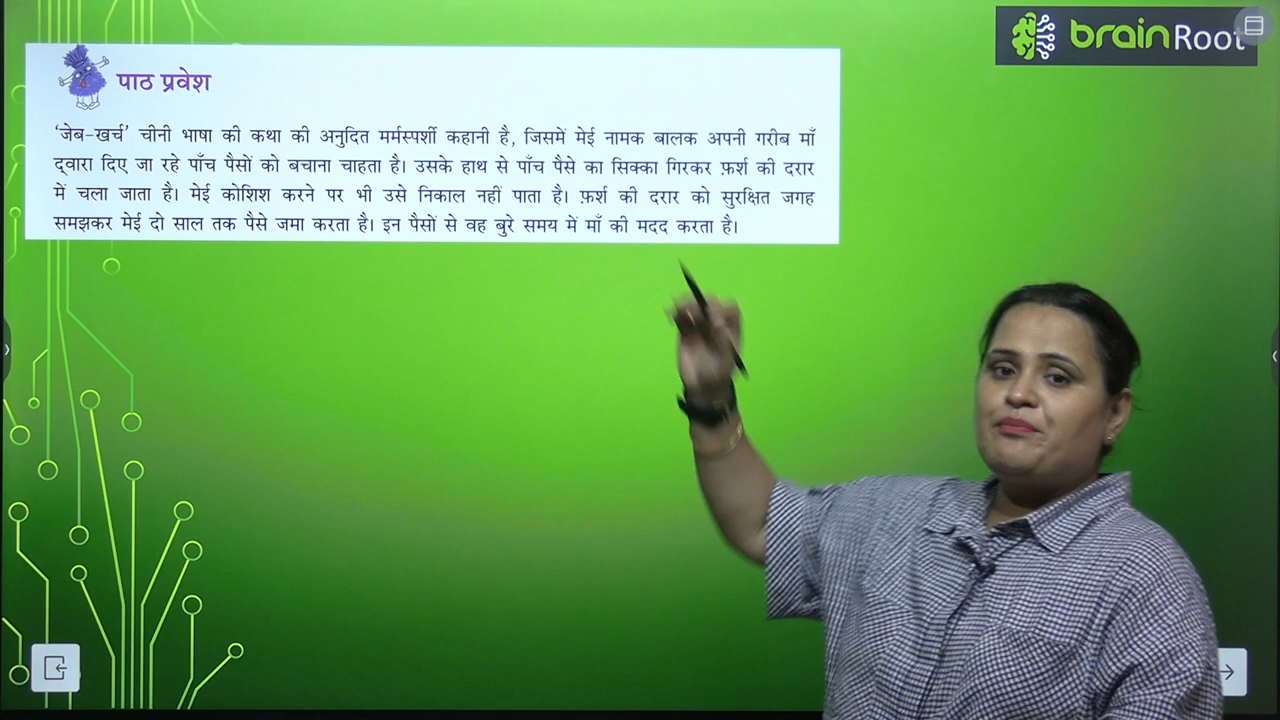 brainRoot
पाठ प्रवेश
‘जेब-खर्च’ चीनी भाषा की कथा की अनुदित मर्मस्पर्शी कहानी है, जिसमें मेई नामक बालक अपनी गरीब माँ
द्वारा दिए जा रहे पाँच पैसों को बचाना चाहता है। उसके हाथ से पाँच पैसे का सिक्का गिरकर फ़र्श की दरार
में चला जाता है। मेई कोशिश करने पर भी उसे निकाल नहीं पाता है। फ़र्श की दरार को सुरक्षित जगह
समझकर मेई दो साल तक पैसे जमा करता है। इन पैसों से वह बुरे समय में माँ की मदद करता है।